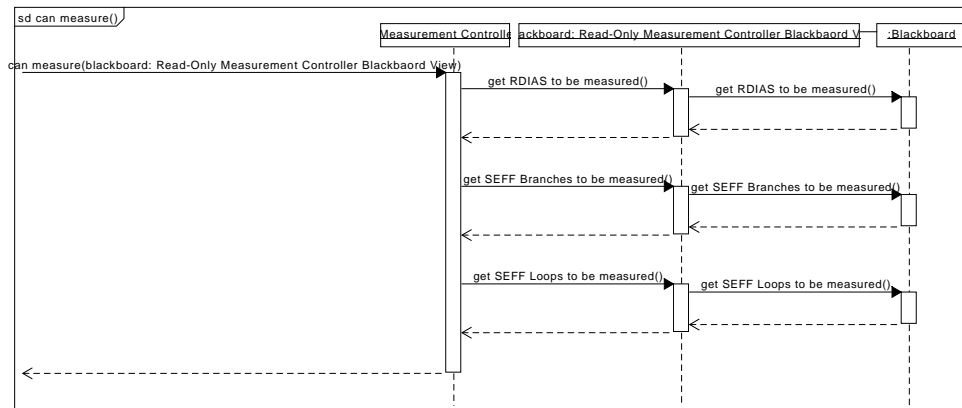 sd can measure()
Measurement Controlle
ackboard: Read-Only Measurement Controller Blackbaord V
:Blackboard
can measure(blackboard: Read-Only Measurement Controller Blackbaord View)
get RDIAS to be measured()
get RDIAS to be measured()
get SEFF Branches to be measured()
get SEFF Branches to be measured()
get SEFF Loops to be measured()
get SEFF Loops to be measured()